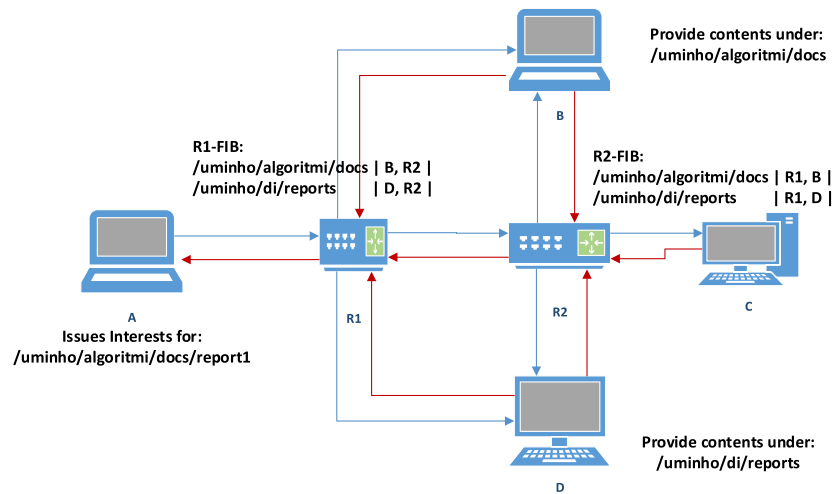 Provide contents under:
/uminho/algoritmi/docs
B
R1-FIB:
/uminho/algoritmi/docs | B, R2 |
/uminho/di/reports | D, R2 |
R2-FIB:
/uminho/algoritmi/docs | R1, B |
/uminho/di/reports | R1, D |
A
Issues Interests for:
/uminho/algoritmi/docs/report1
R1
R2
C
Provide contents under:
/uminho/di/reports
D